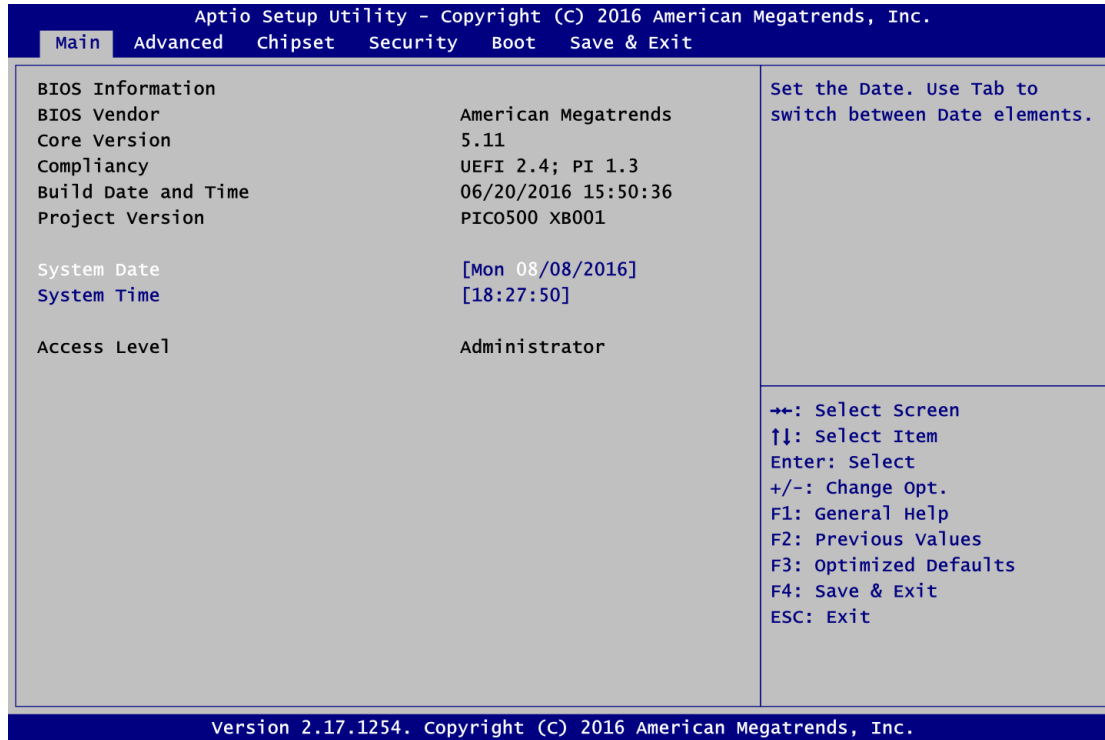 Aptio Setup Utility - Copyright (C) 2016 American Megatrends, Inc.
Main Advanced Chipset Security Boot Save & Exit
BIOS Information
BIOS Vendor American Megatrends
Core Version 5.11
Compliancy UEFI 2.4; PI 1.3
Build Date and Time 06/20/2016 15:50:36
Project Version PICO500 XB001
System Date [Mon 08/08/2016]
System Time [18:27:50]
Access Level Administrator
Set the Date. Use Tab to
switch between Date elements.
→←: Select Screen
↑↓: Select Item
Enter: Select
+/-: Change Opt.
F1: General Help
F2: Previous Values
F3: Optimized Defaults
F4: Save & Exit
ESC: Exit
Version 2.17.1254. Copyright (C) 2016 American Megatrends, Inc.